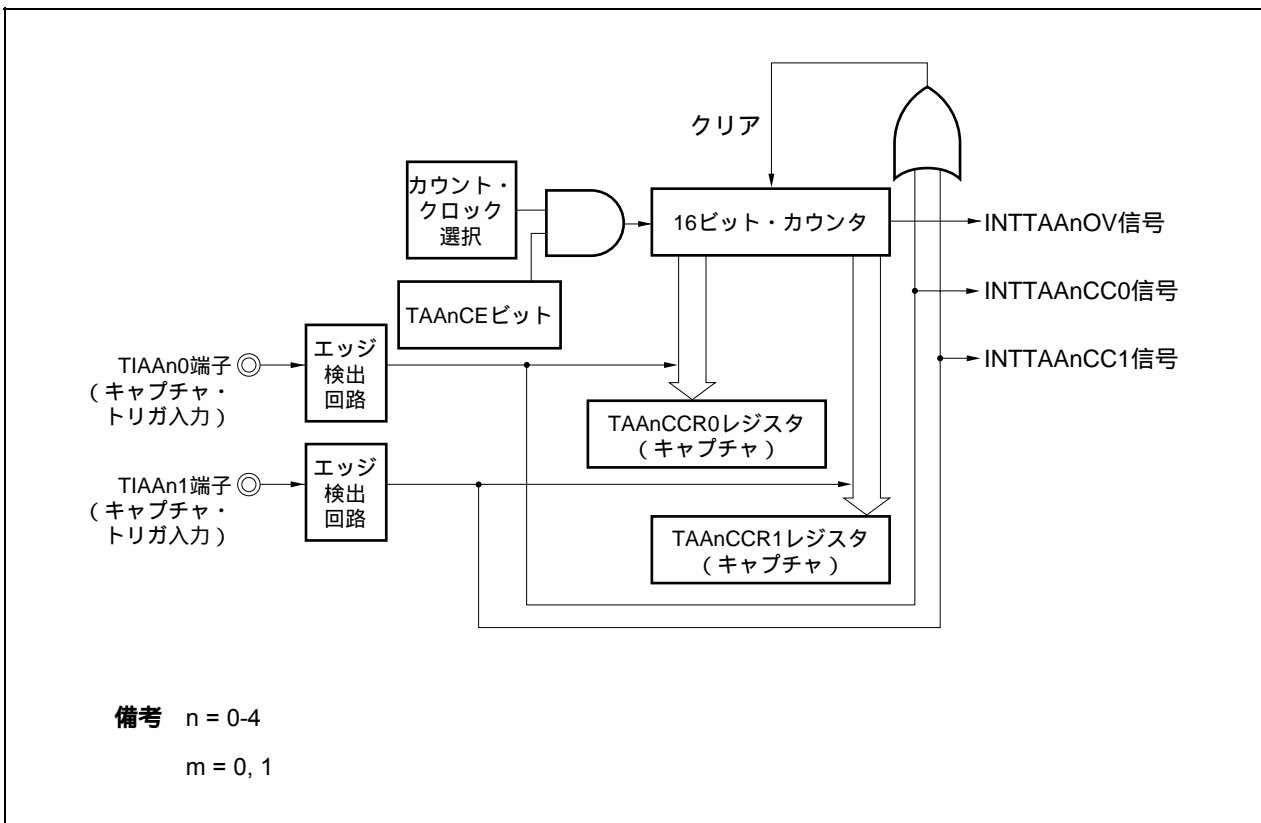 クリア
カウント・
クロック
選択
16ビット・カウンタ
INTTAAnOV信号
TAAnCEビット
INTTAAnCC0信号
INTTAAnCC1信号
TIAAn0端子
(キャプチャ・
トリガ入力)
エッジ
検出
回路
TAAnCCR0レジスタ
(キャプチャ)
TIAAn1端子
(キャプチャ・
トリガ入力)
エッジ
検出
回路
TAAnCCR1レジスタ
(キャプチャ)
備考 n = 0-4
m = 0, 1